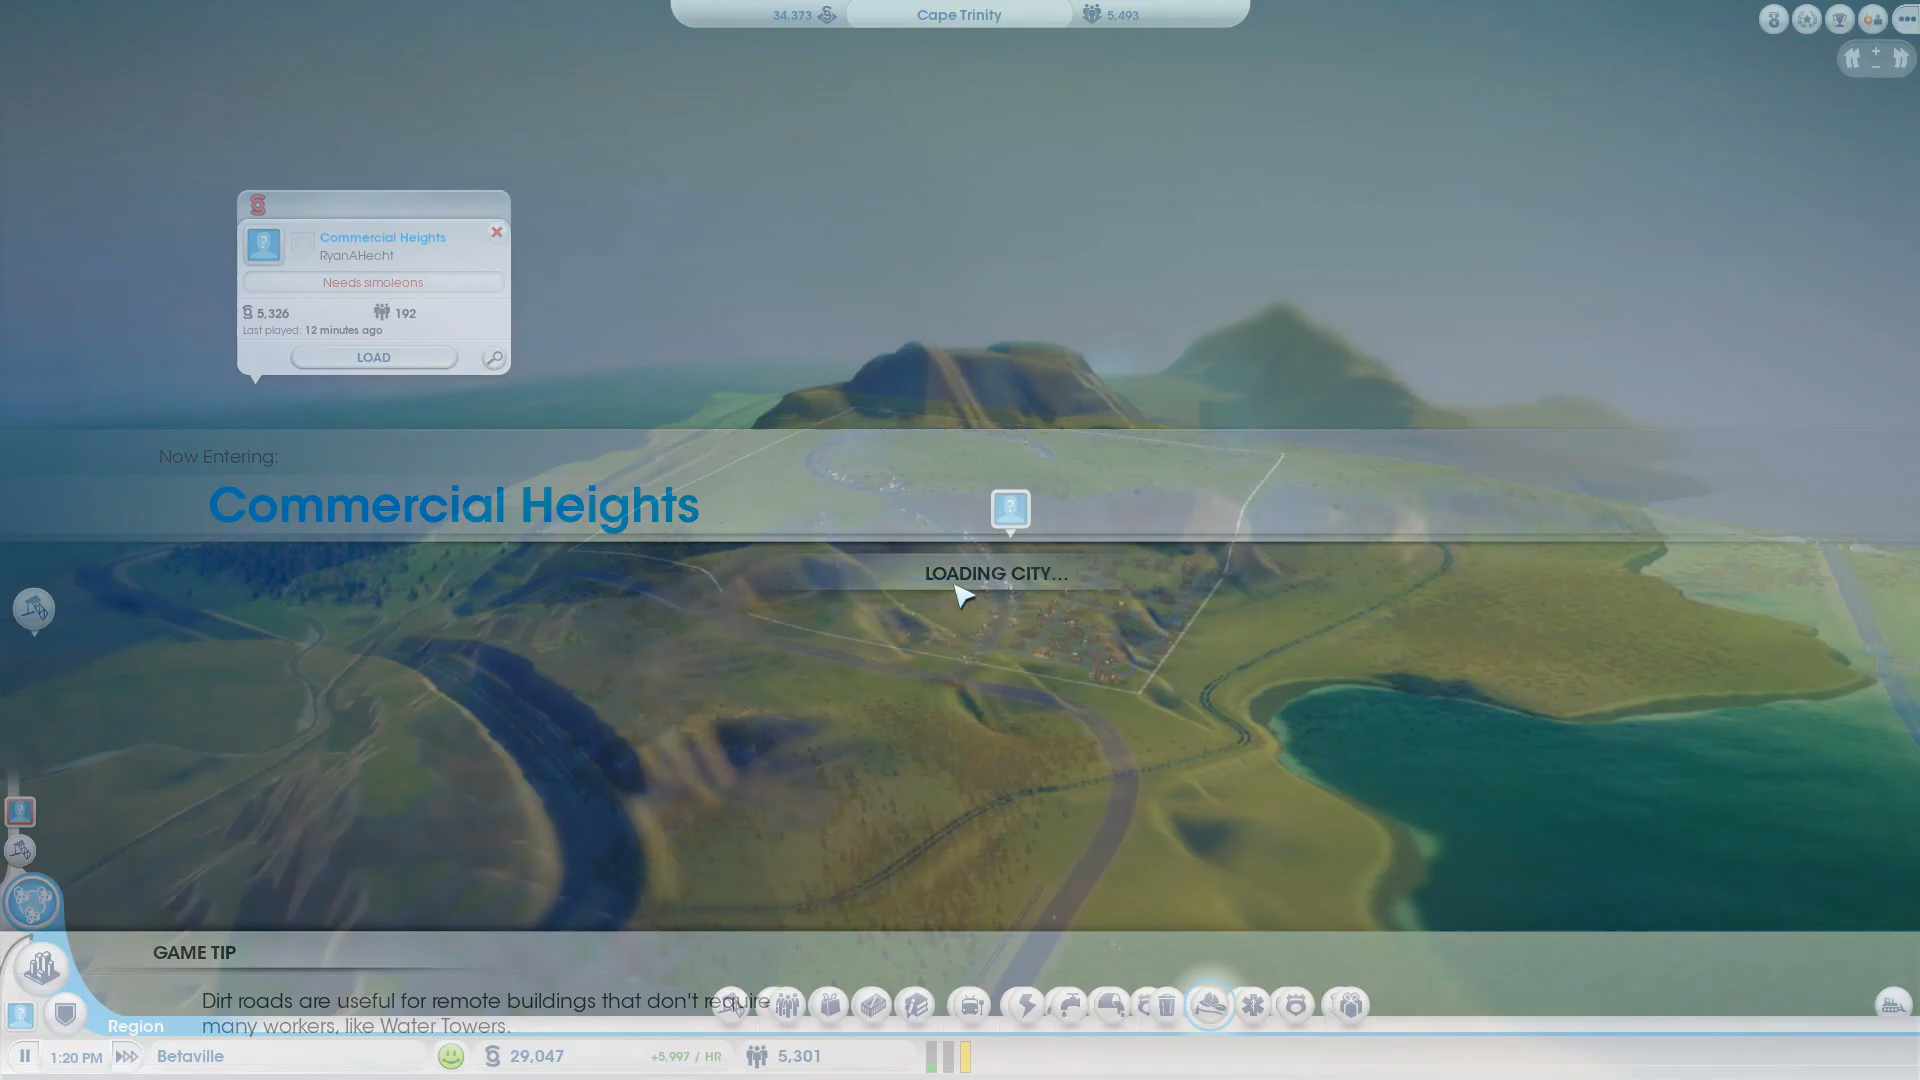 34,373
Cape Trinity
5,493
Commercial Heights
RyanAHecht
Needs simoleons
5,326
192
Last played: 12 minutes ago
LOAD
Now Entering:
Commercial Heights
LOADING CITY...
GAME TIP
Dirt roads are useful for remote buildings that don't require
many workers, like Water Towers.
Region
1:20 PM
Betaville
29,047
+5,997 / HR
5,301